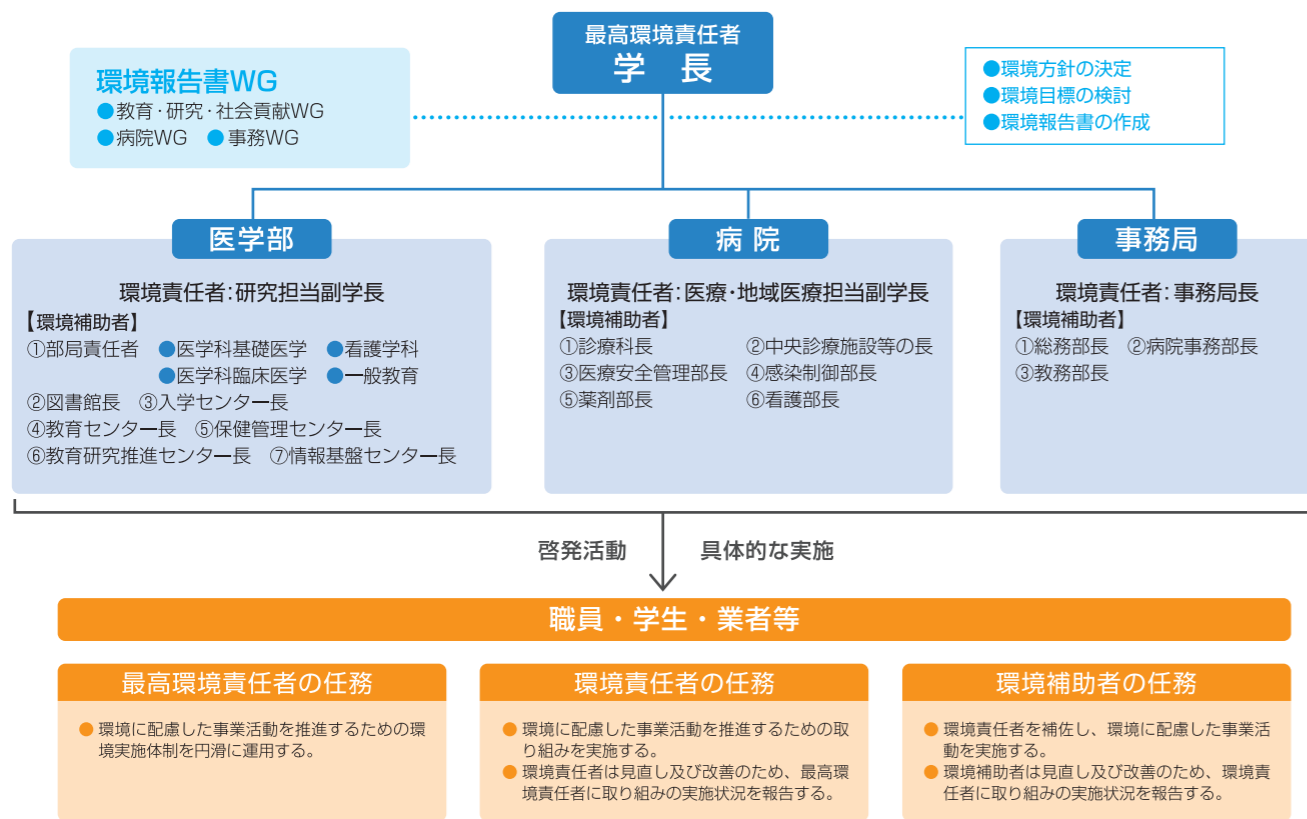 最高環境責任者
学　長
環境報告書WG
●教育・研究・社会貢献WG
●病院WG　●事務WG
●環境方針の決定
●環境目標の検討
●環境報告書の作成
医学部
環境責任者：研究担当副学長
【環境補助者】
①部局責任者　●医学科基礎医学　●看護学科
●医学科臨床医学　●一般教育
②図書館長　③入学センター長
④教育センター長　⑤保健管理センター長
⑥教育研究推進センター長　⑦情報基盤センター長
病 院
環境責任者：医療・地域医療担当副学長
【環境補助者】
①診療科長　②中央診療施設等の長
③医療安全管理部長　④感染制御部長
⑤薬剤部長　⑥看護部長
事務局
環境責任者：事務局長
【環境補助者】
①総務部長　②病院事務部長
③教務部長
啓発活動　具体的な実施
職員・学生・業者等
最高環境責任者の任務
●環境に配慮した事業活動を推進するための環
境実施体制を円滑に運用する。
環境責任者の任務
●環境に配慮した事業活動を推進するための取
り組みを実施する。
●環境責任者は見直し及び改善のため、最高環
境責任者に取り組みの実施状況を報告する。
環境補助者の任務
●環境責任者を補佐し、環境に配慮した事業活
動を実施する。
●環境補助者は見直し及び改善のため、環境責
任者に取り組みの実施状況を報告する。